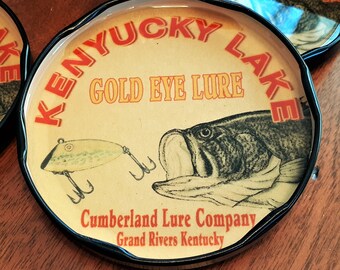 KENYUCKY LAKE
GOLD EYE LURE
Cumberland Lure Company
Grand Rivers Kentucky